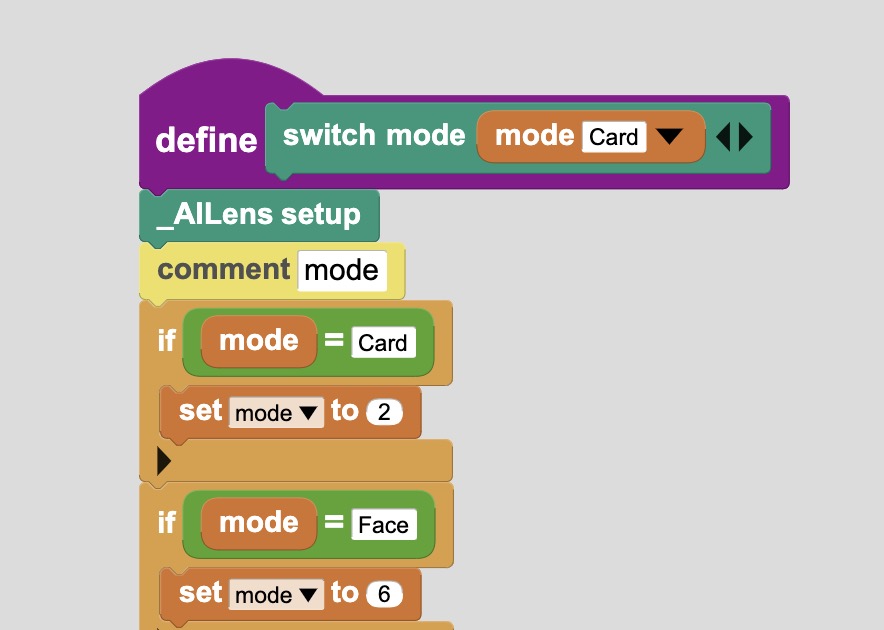 define switch mode mode Card
_AILens setup
comment mode
if mode = Card
set mode to 2
if mode = Face
set mode to 6